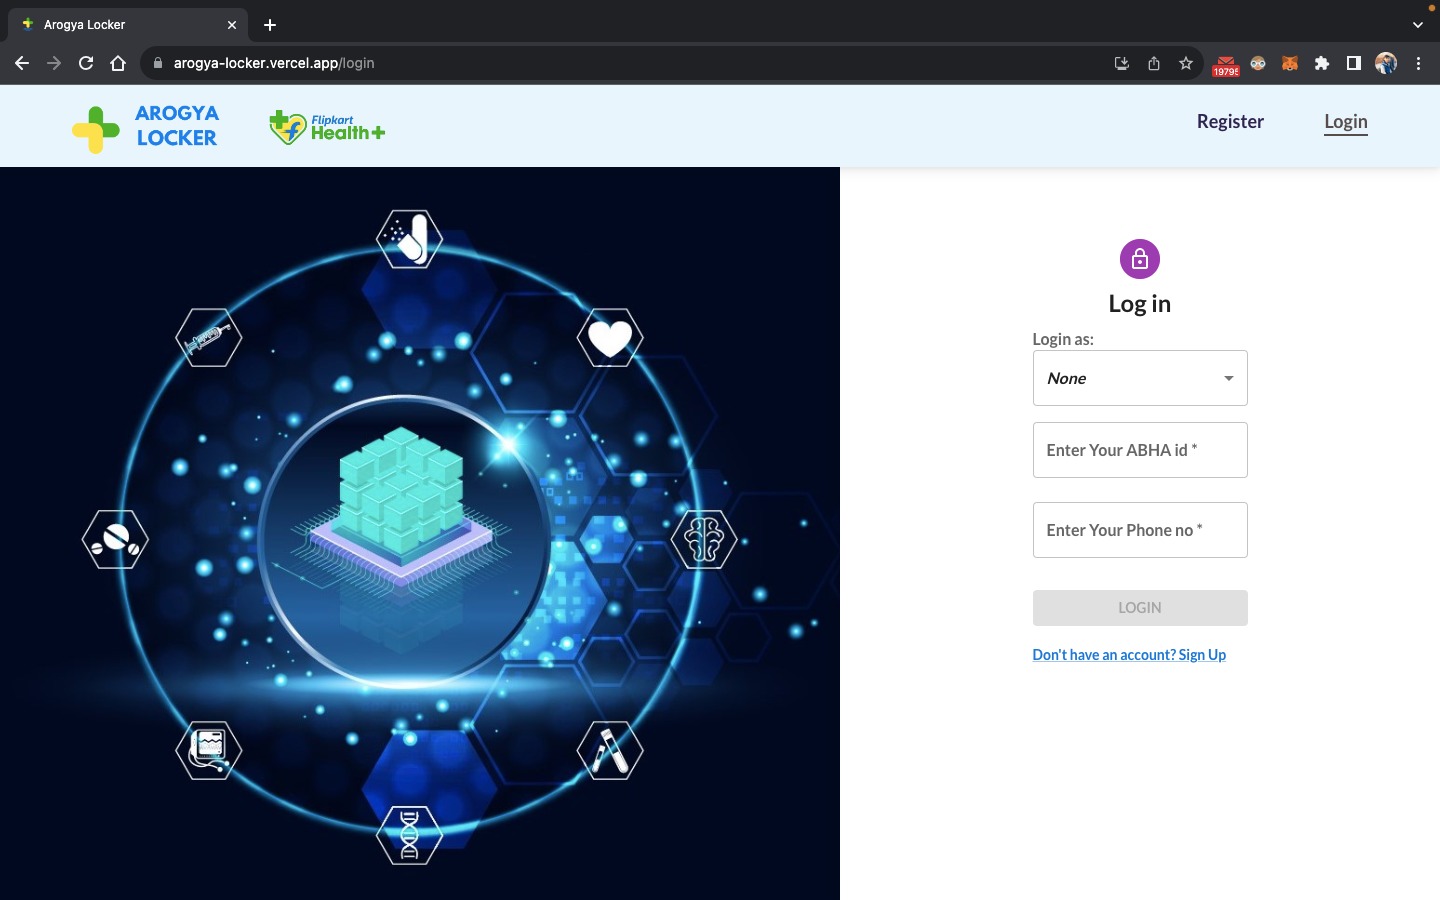 Arogya Locker
arogya-locker.vercel.app/login
AROGYA
LOCKER
Flipkart
Health+
Register
Login
Log in
Login as:
None
Enter Your ABHA id *
Enter Your Phone no *
LOGIN
Don't have an account? Sign Up